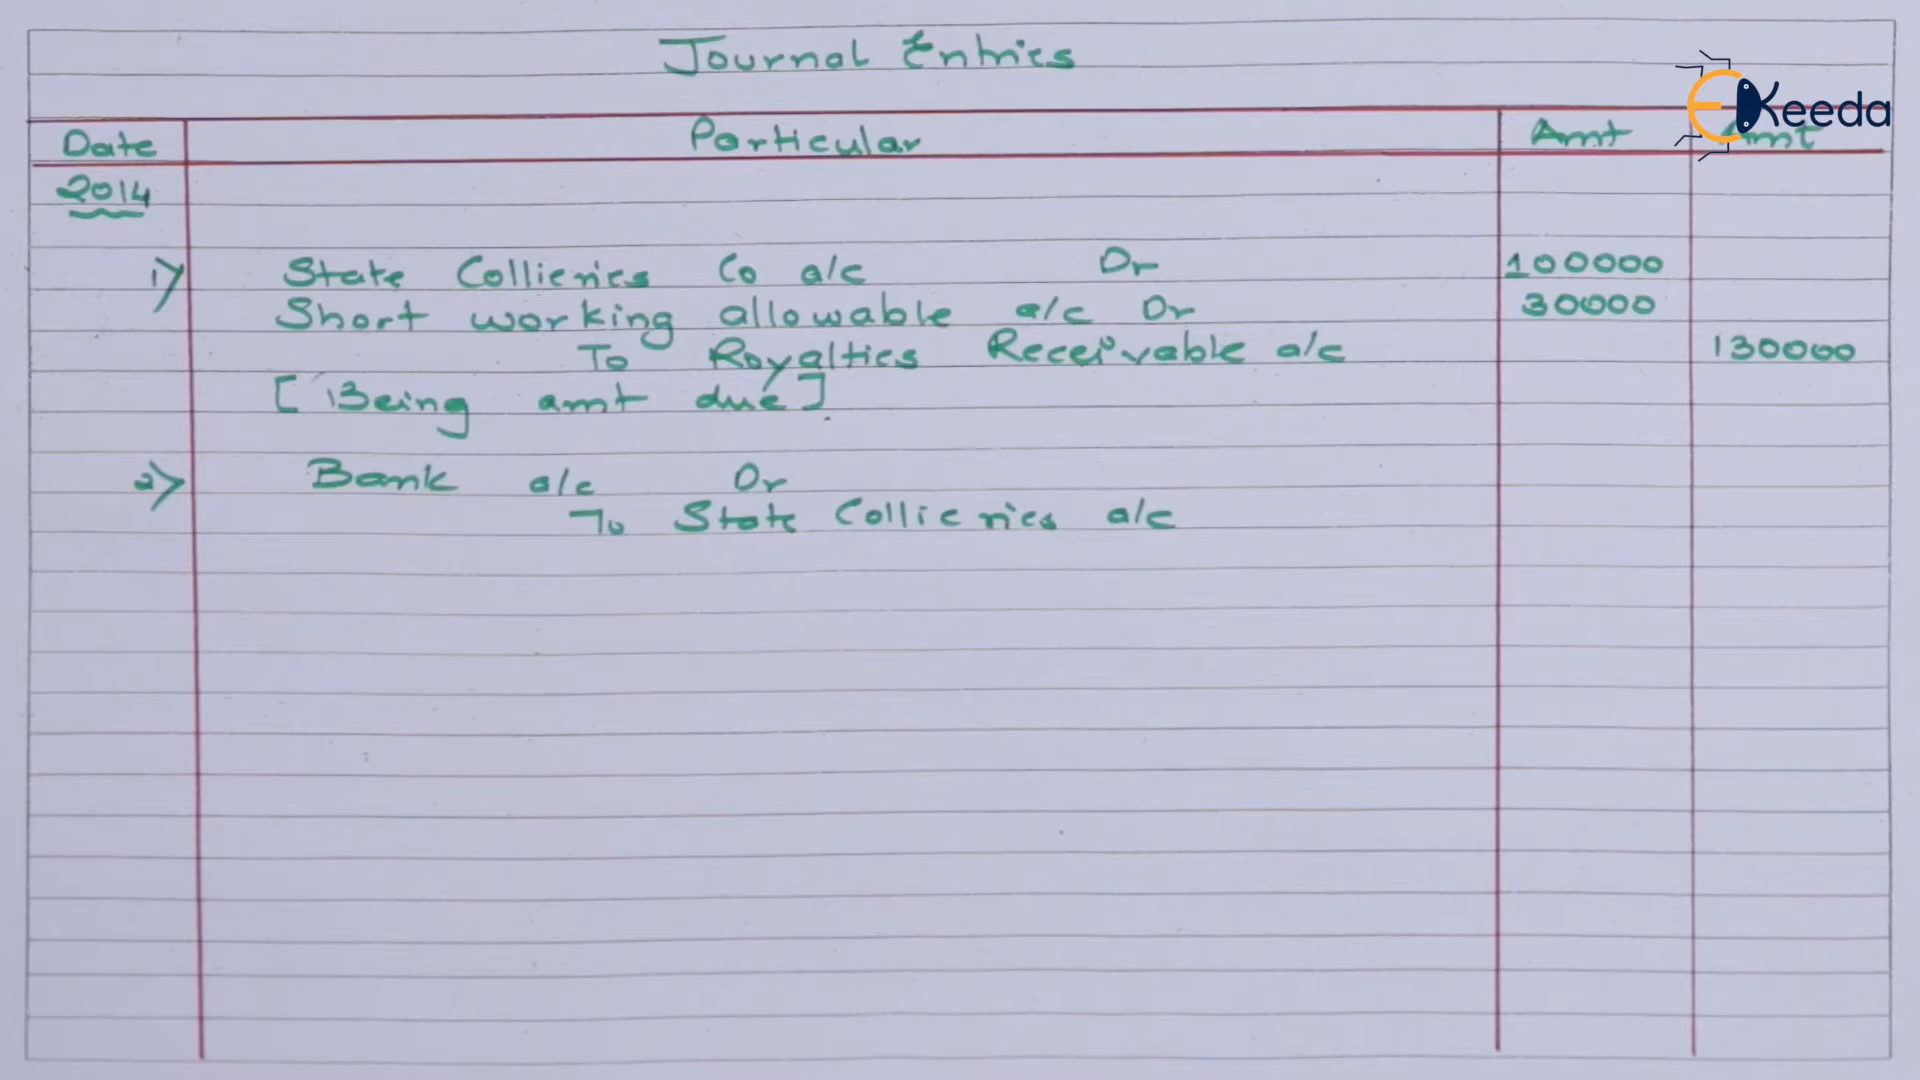 Journal Entries
EKeeda
Date Particular Amt Amt
2014
1) State Collieries Co a/c Dr 100000
Short working allowable a/c Dr 30000
To Royalties Receivable a/c 130000
[Being amt due]
2) Bank a/c Dr
To State Collieries a/c